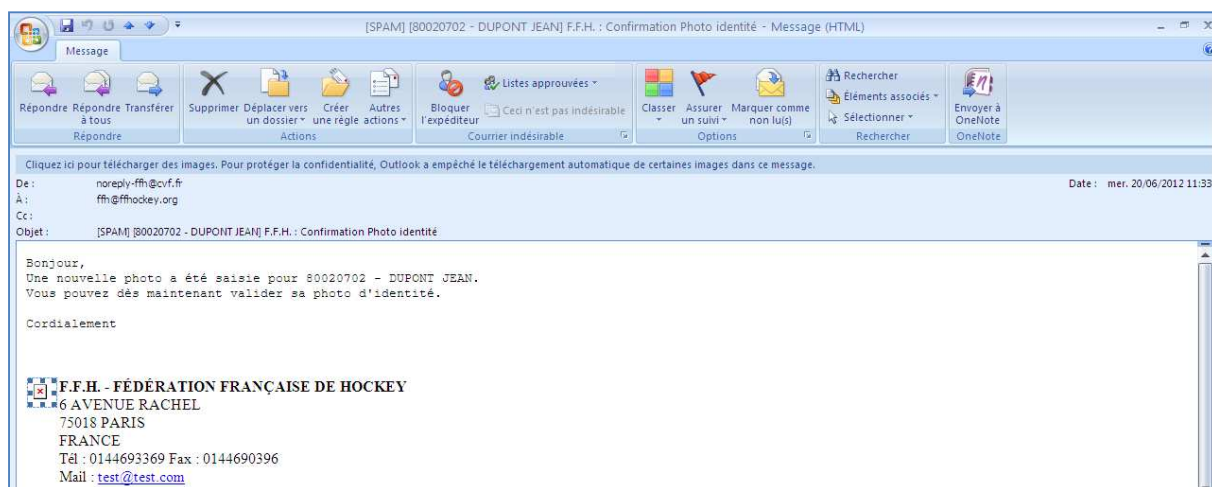 [SPAM] [80020702 - DUPONT JEAN] F.F.H. : Confirmation Photo identité - Message (HTML)
Message
Répondre Répondre à tous Transférer
Répondre
Supprimer Déplacer vers un dossier Créer une règle Autres actions
Actions
Bloquer l'expéditeur Listes approuvées Ceci n'est pas indésirable
Courrier indésirable
Classer Assurer un suivi Marquer comme non lu(s)
Options
Rechercher
Éléments associés
Sélectionner
Rechercher
Envoyer à OneNote
OneNote
Cliquez ici pour télécharger des images. Pour protéger la confidentialité, Outlook a empêché le téléchargement automatique de certaines images dans ce message.
De : noreply-ffh@cvf.fr
Date : mer. 20/06/2012 11:33
À : ffh@ffhockey.org
Cc :
Objet : [SPAM] [80020702 - DUPONT JEAN] F.F.H. : Confirmation Photo identité
Bonjour,
Une nouvelle photo a été saisie pour 80020702 - DUPONT JEAN.
Vous pouvez dès maintenant valider sa photo d'identité.
Cordialement
F.F.H. - FÉDÉRATION FRANÇAISE DE HOCKEY
6 AVENUE RACHEL
75018 PARIS
FRANCE
Tél : 0144693369 Fax : 0144690396
Mail : test@test.com